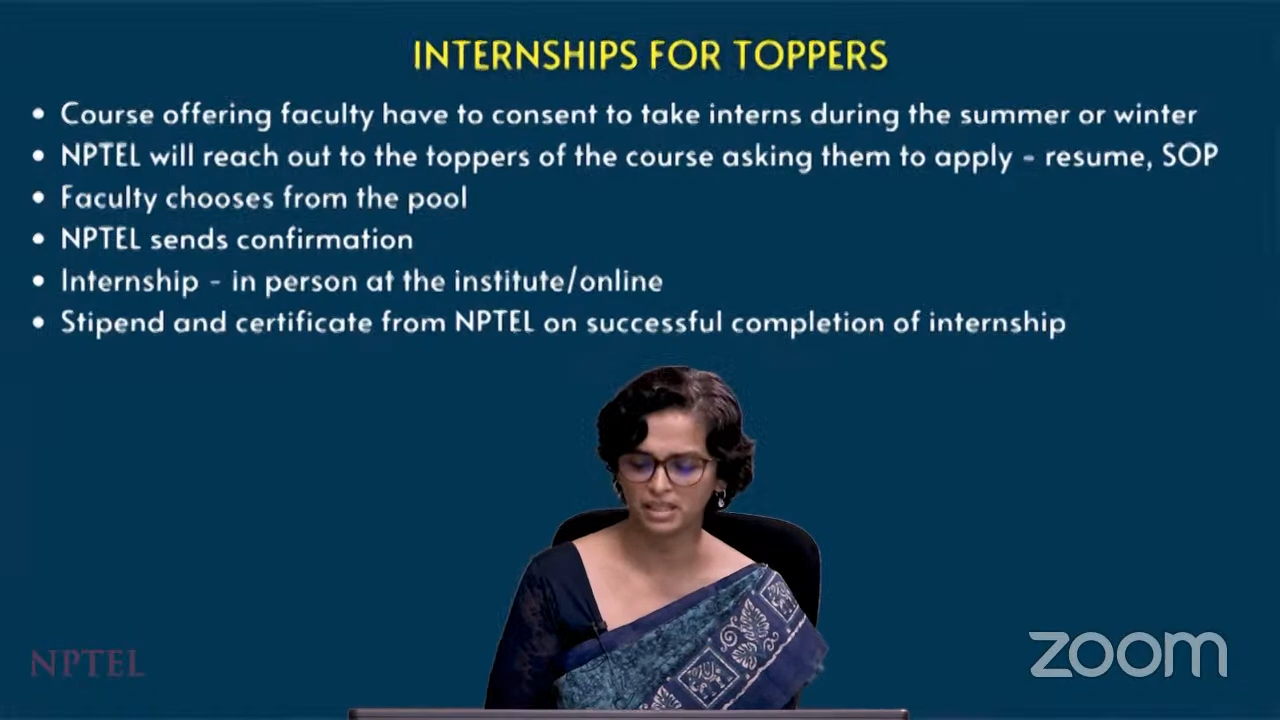 INTERNSHIPS FOR TOPPERS
• Course offering faculty have to consent to take interns during the summer or winter
• NPTEL will reach out to the toppers of the course asking them to apply - resume, SOP
• Faculty chooses from the pool
• NPTEL sends confirmation
• Internship - in person at the institute/online
• Stipend and certificate from NPTEL on successful completion of internship
NPTEL
zoom